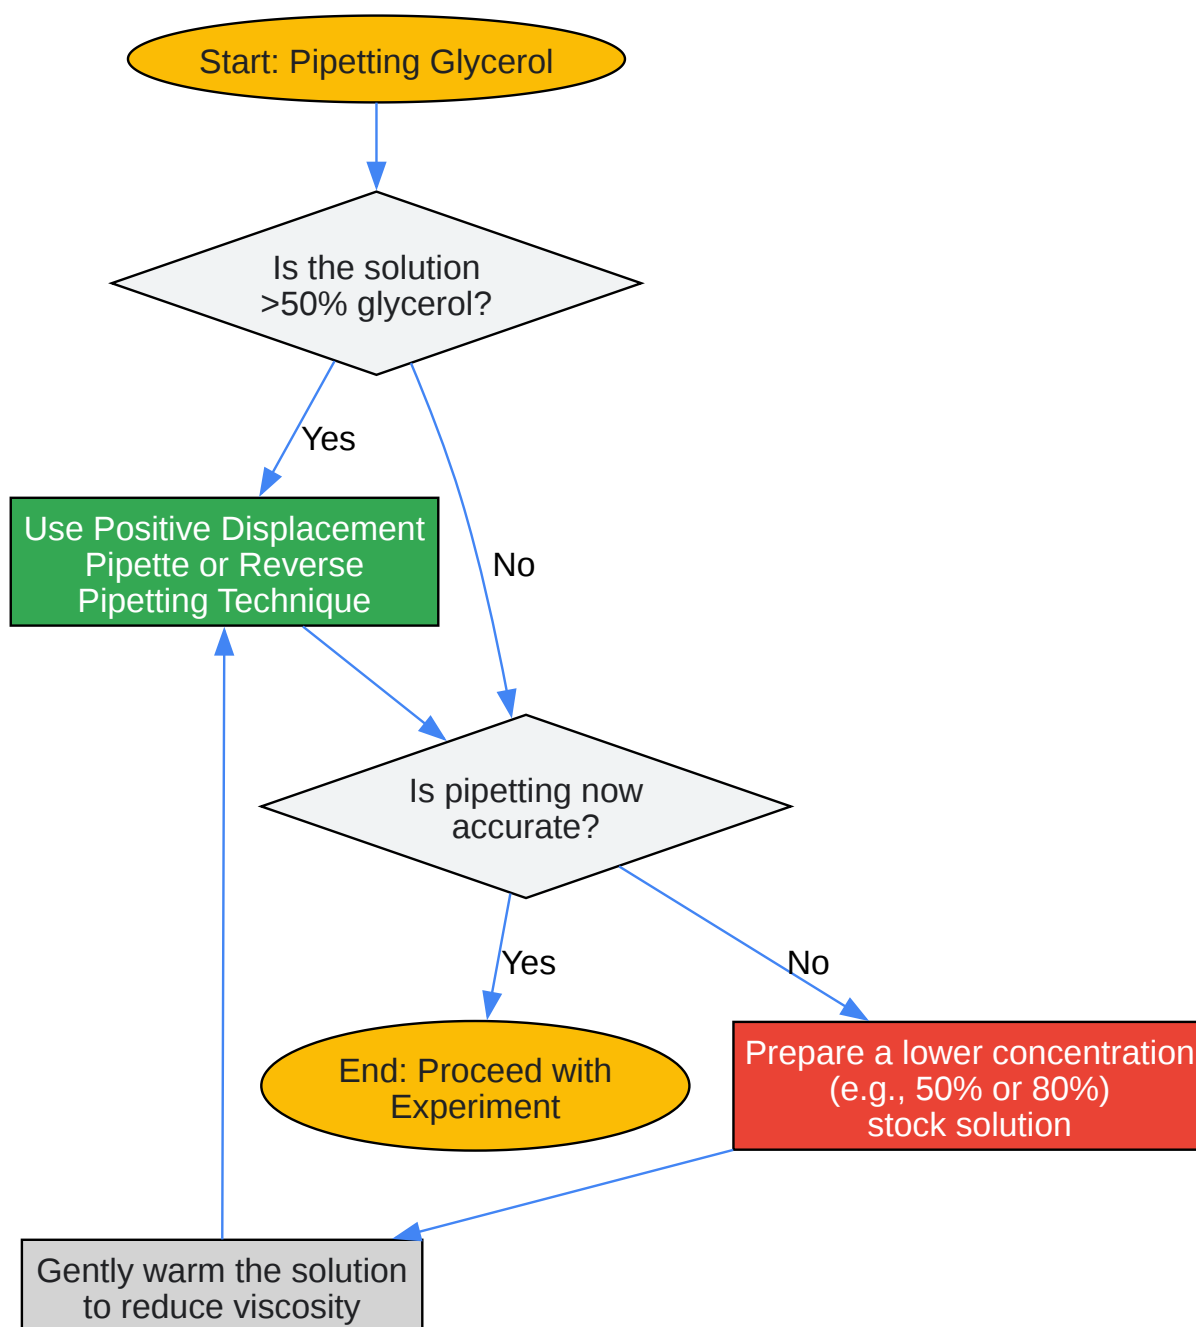 Start: Pipetting Glycerol
Is the solution
>50% glycerol?
Yes
No
Use Positive Displacement
Pipette or Reverse
Pipetting Technique
Is pipetting now
accurate?
Yes
No
End: Proceed with
Experiment
Prepare a lower concentration
(e.g., 50% or 80%)
stock solution
Gently warm the solution
to reduce viscosity